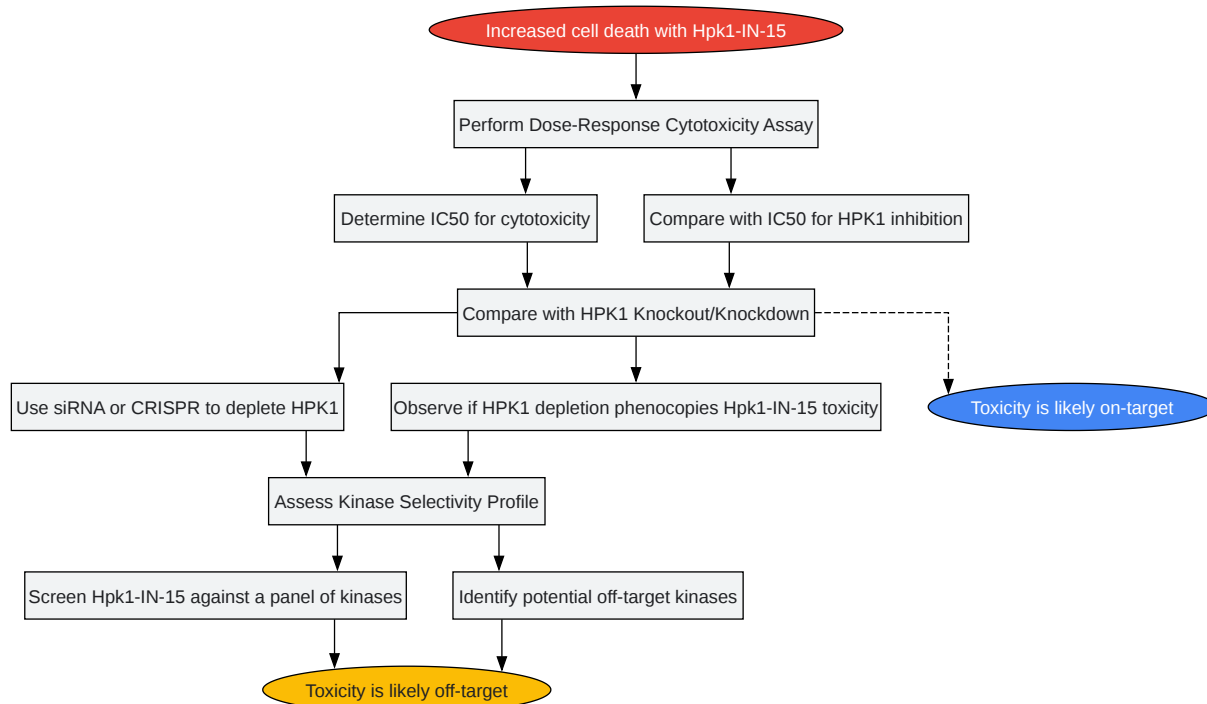 Increased cell death with Hpk1-IN-15
Perform Dose-Response Cytotoxicity Assay
Determine IC50 for cytotoxicity
Compare with IC50 for HPK1 inhibition
Compare with HPK1 Knockout/Knockdown
Use siRNA or CRISPR to deplete HPK1
Observe if HPK1 depletion phenocopies Hpk1-IN-15 toxicity
Toxicity is likely on-target
Assess Kinase Selectivity Profile
Screen Hpk1-IN-15 against a panel of kinases
Identify potential off-target kinases
Toxicity is likely off-target